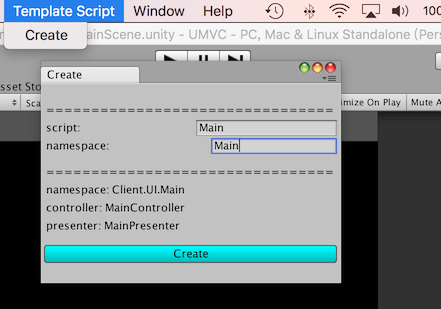 Template Script Window Help 100
Create
ainScene.unity - UMVC - PC, Mac & Linux Standalone (Pers
Create
sset Sto
Sca
imize On Play Mute A
==================================
script: Main
namespace: Main
==================================
namespace: Client.UI.Main
controller: MainController
presenter: MainPresenter
Create